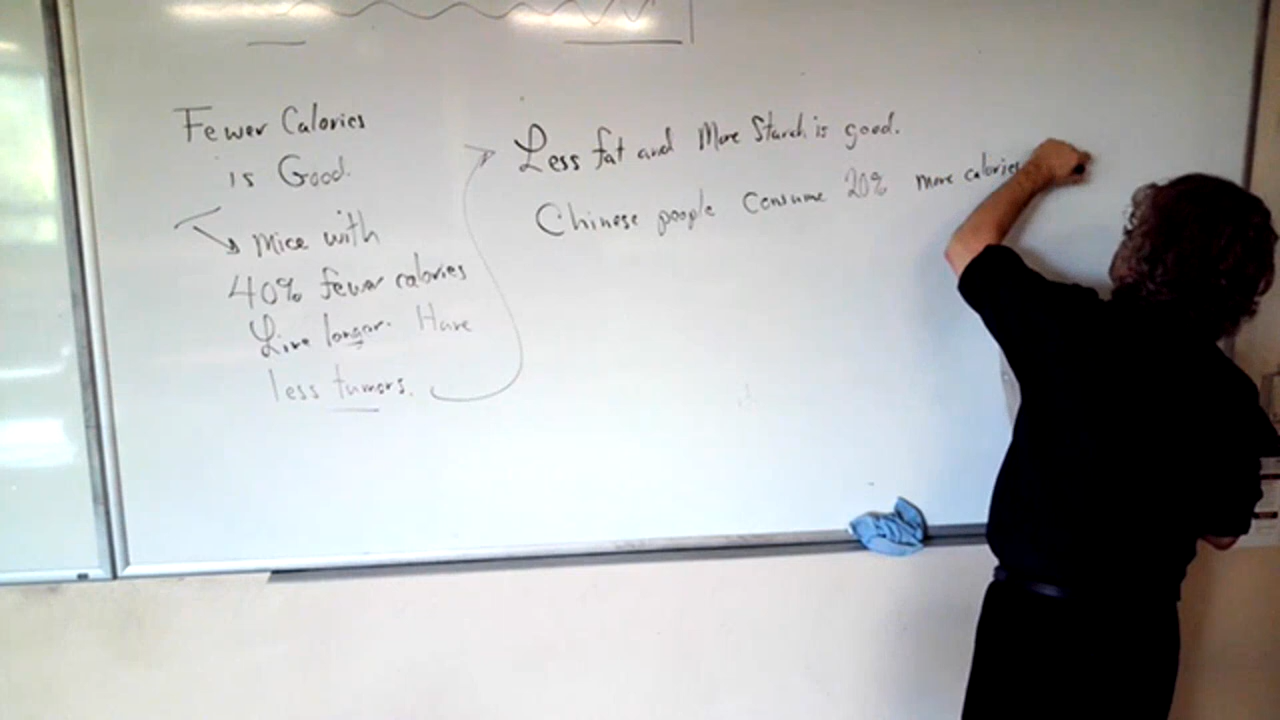 Fewer Calories
is Good.
Mice with
40% fewer calories
Live longer. Have
less tumors.
Less fat and More Starch is good.
Chinese people Consume 20% more calories